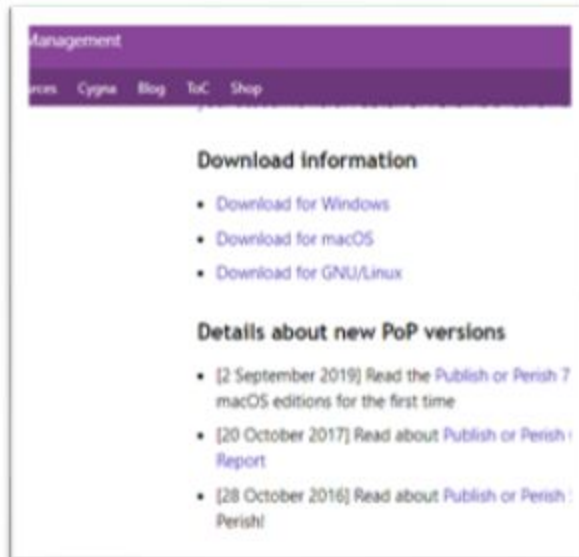 Management
Cygna Blog ToC Shop
Download information
• Download for Windows
• Download for macOS
• Download for GNU/Linux
Details about new PoP versions
• [2 September 2019] Read the Publish or Perish 7
macOS editions for the first time
• [20 October 2017] Read about Publish or Perish
Report
• [28 October 2016] Read about Publish or Perish
Perish!